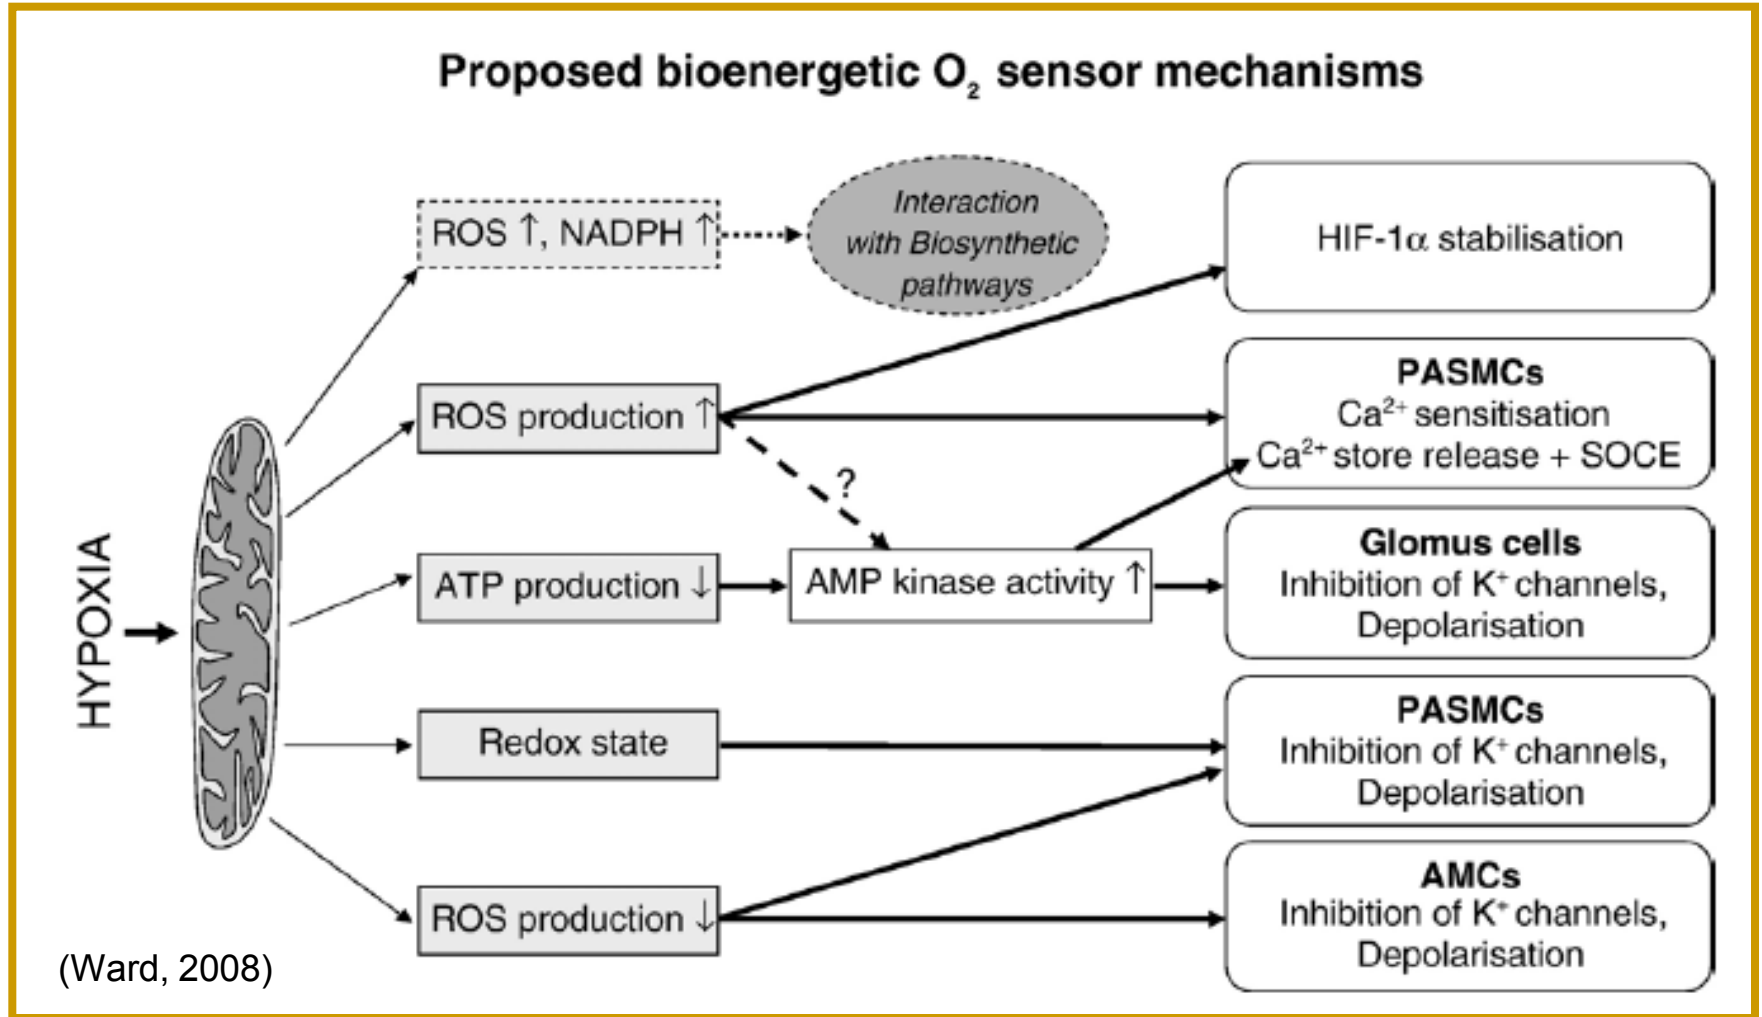 Proposed bioenergetic O₂ sensor mechanisms
ROS ↑, NADPH ↑
Interaction
with Biosynthetic
pathways
HIF-1α stabilisation
ROS production ↑
PASMCs
Ca²⁺ sensitisation
Ca²⁺ store release + SOCE
?
HYPOXIA
ATP production ↓
AMP kinase activity ↑
Glomus cells
Inhibition of K⁺ channels,
Depolarisation
Redox state
PASMCs
Inhibition of K⁺ channels,
Depolarisation
ROS production ↓
AMCs
Inhibition of K⁺ channels,
Depolarisation
(Ward, 2008)